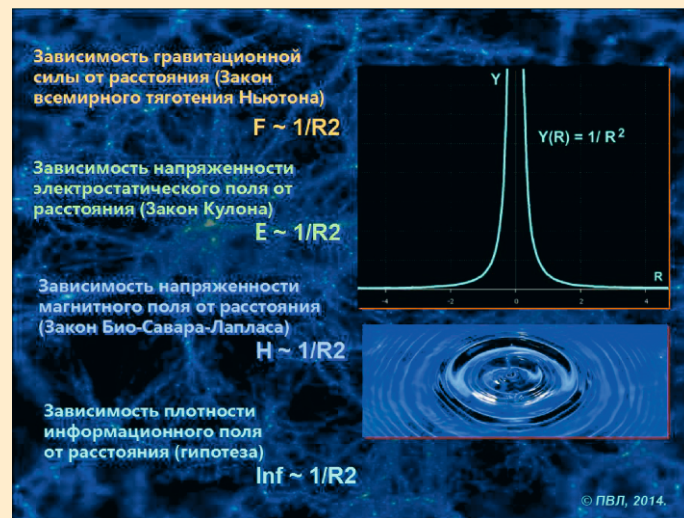 Зависимость гравитационной
силы от расстояния (Закон
всемирного тяготения Ньютона)
F ~ 1/R2
Зависимость напряженности
электростатического поля от
расстояния (Закон Кулона)
E ~ 1/R2
Зависимость напряженности
магнитного поля от расстояния
(Закон Био-Савара-Лапласа)
H ~ 1/R2
Зависимость плотности
информационного поля
от расстояния (гипотеза)
Inf ~ 1/R2
Y
Y(R) = 1/ R²
R
-4 -2 0 2 4
© ПВЛ, 2014.